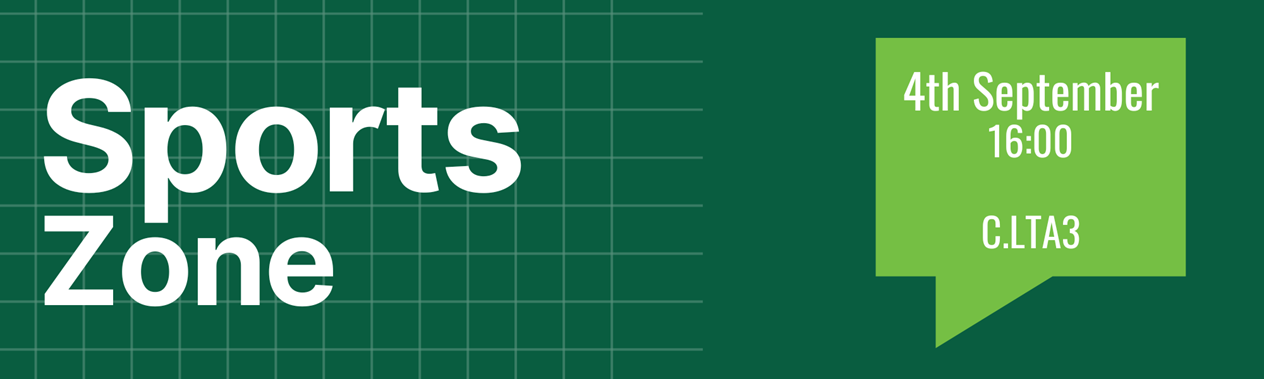 Sports
Zone
4th September
16:00
C.LTA3